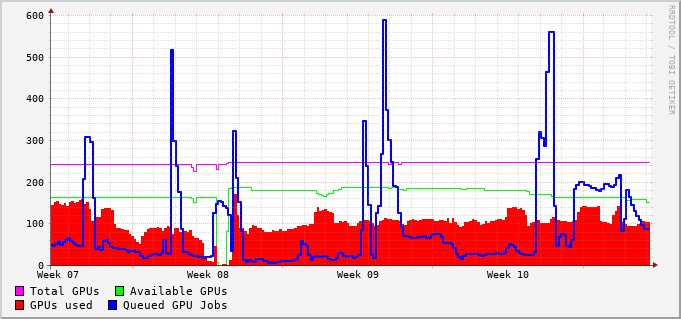 600
500
400
300
200
100
0
Week 07 Week 08 Week 09 Week 10
Total GPUs Available GPUs
GPUs used Queued GPU Jobs
RRDTOOL / TOBI OETIKER